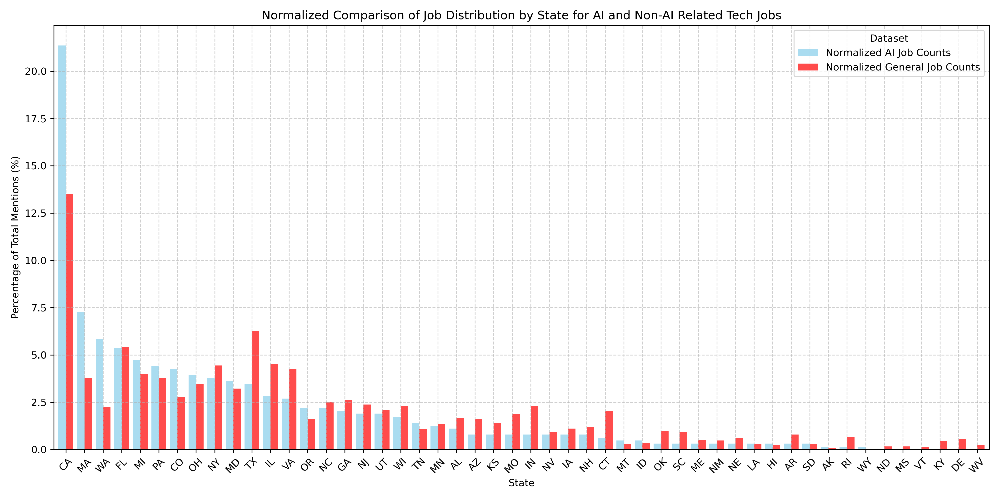 Normalized Comparison of Job Distribution by State for AI and Non-AI Related Tech Jobs
Dataset
Normalized AI Job Counts
Normalized General Job Counts
Percentage of Total Mentions (%)
20.0
17.5
15.0
12.5
10.0
7.5
5.0
2.5
0.0
CA MA WA FL MI PA CO OH NY MD TX IL VA OR NC GA NJ UT WI TN MN AL AZ KS MO IN NV IA NH CT MT ID OK SC ME NM NE LA HI AR SD AK RI WY ND MS VT KY DE WV
State